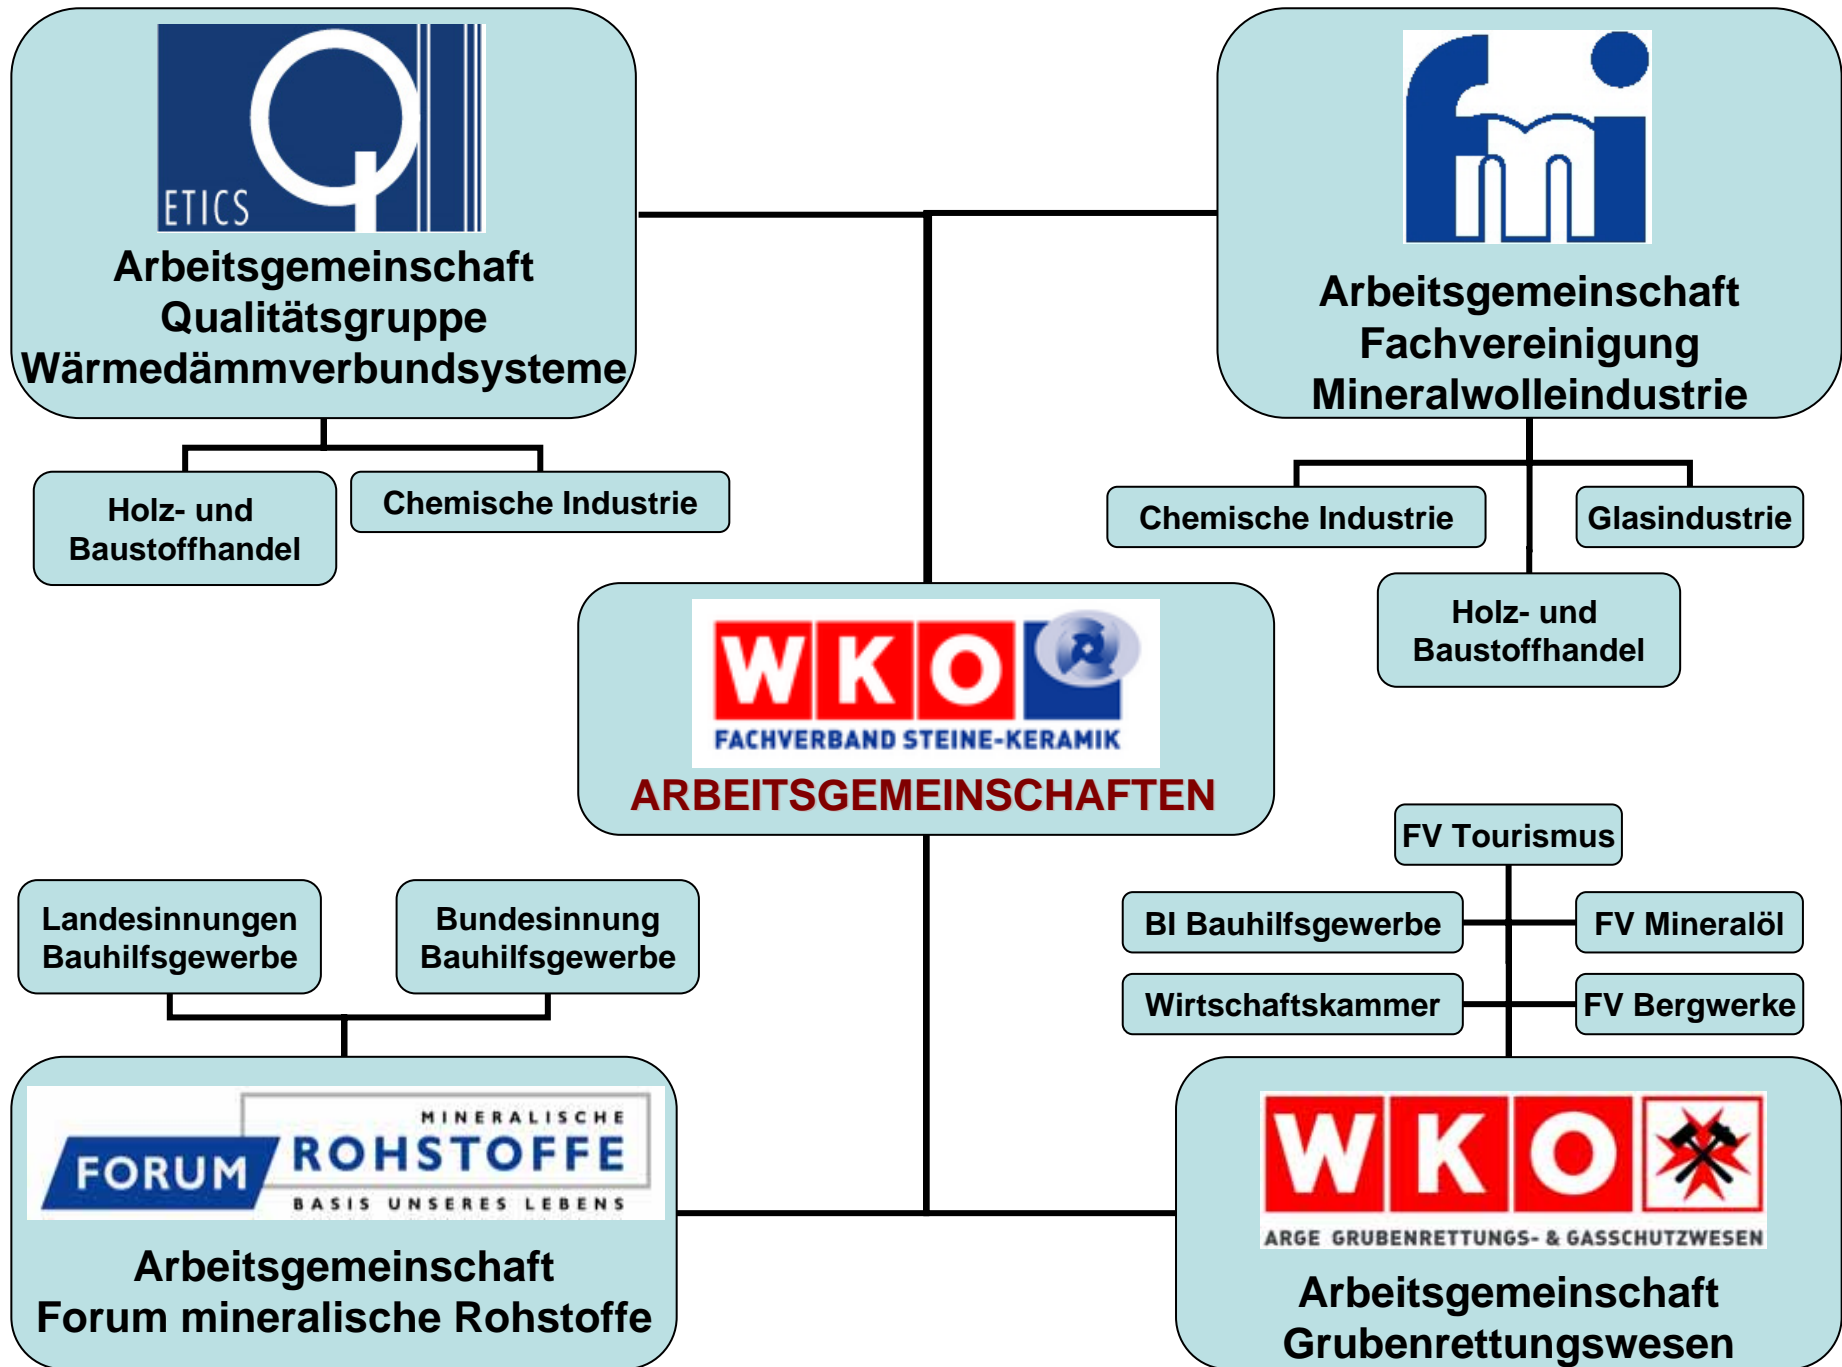 ETICS
Arbeitsgemeinschaft
Qualitätsgruppe
Wärmedämmverbundsysteme
Holz- und
Baustoffhandel
Chemische Industrie
fmi
Arbeitsgemeinschaft
Fachvereinigung
Mineralwolleindustrie
Chemische Industrie
Glasindustrie
Holz- und
Baustoffhandel
WKO
FACHVERBAND STEINE-KERAMIK
ARBEITSGEMEINSCHAFTEN
Landesinnungen
Bauhilfsgewerbe
Bundesinnung
Bauhilfsgewerbe
MINERALISCHE
FORUM ROHSTOFFE
BASIS UNSERES LEBENS
Arbeitsgemeinschaft
Forum mineralische Rohstoffe
FV Tourismus
BI Bauhilfsgewerbe
FV Mineralöl
Wirtschaftskammer
FV Bergwerke
WKO
ARGE GRUBENRETTUNGS- & GASSCHUTZWESEN
Arbeitsgemeinschaft
Grubenrettungswesen